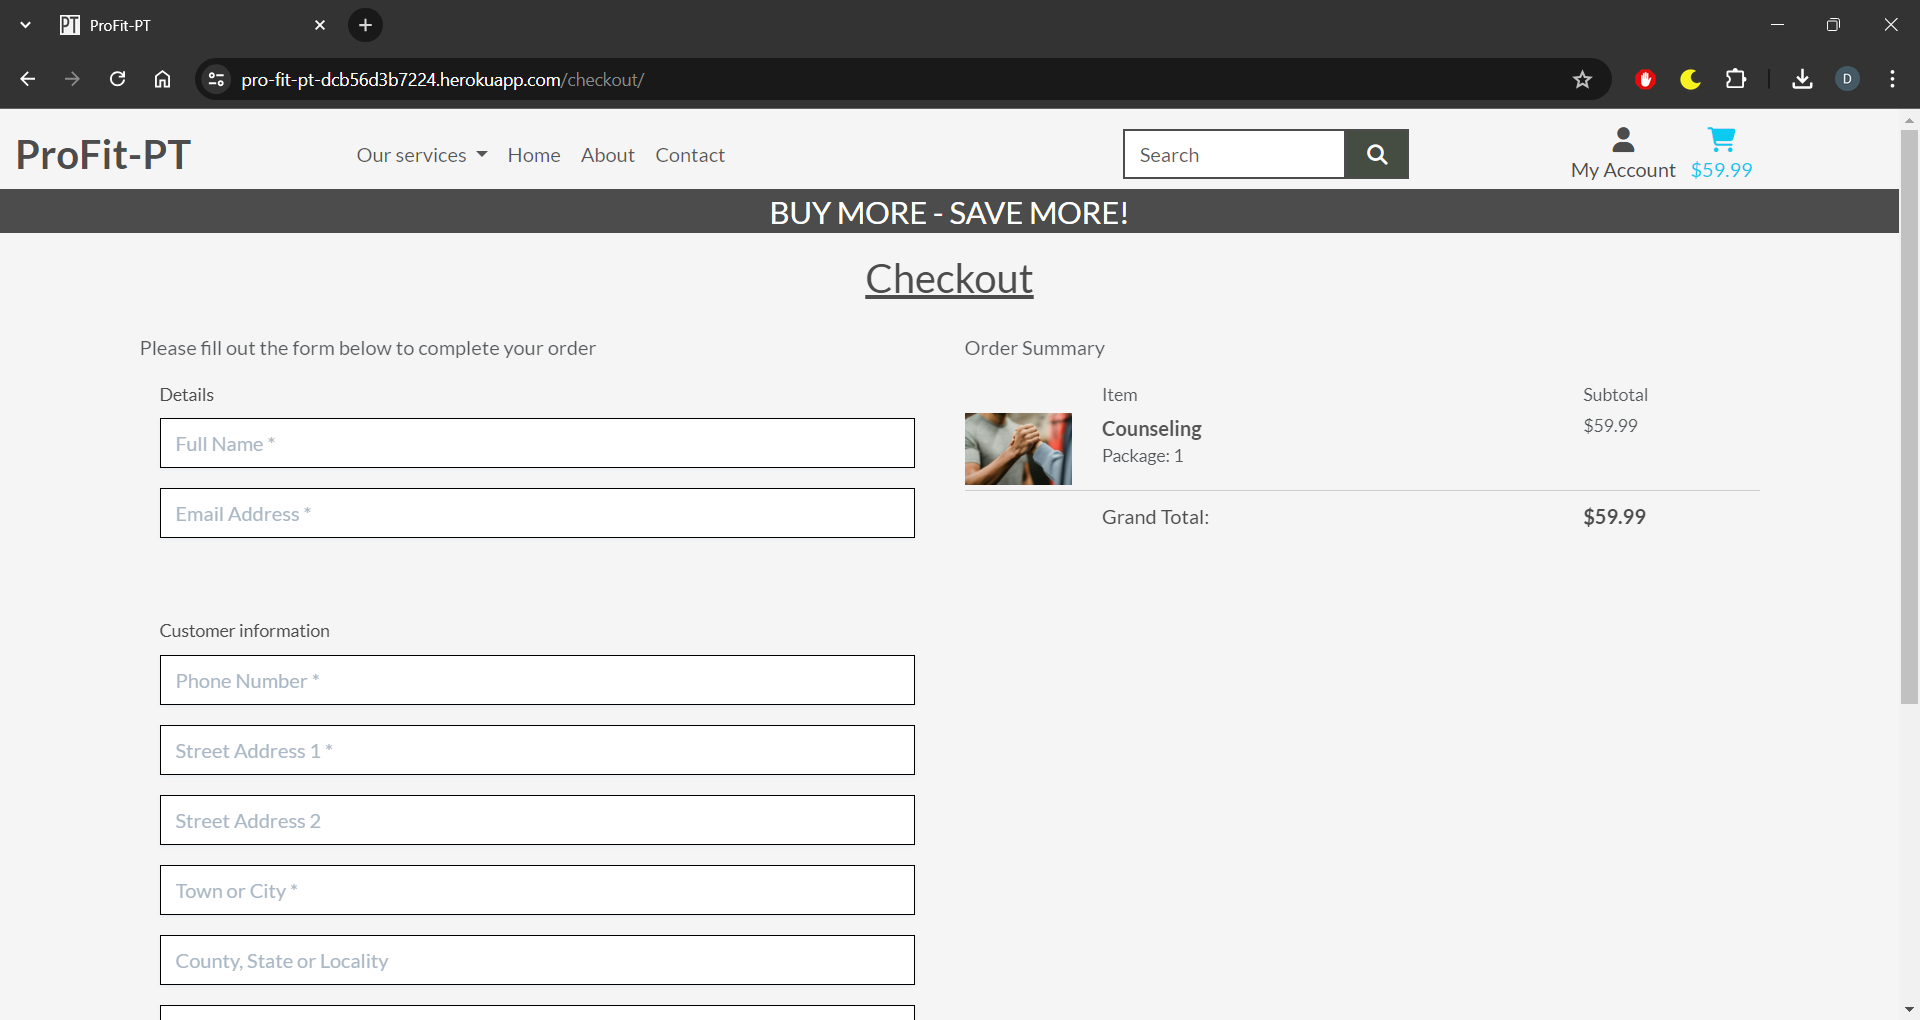 PT ProFit-PT
pro-fit-pt-dcb56d3b7224.herokuapp.com/checkout/
D
ProFit-PT
Our services Home About Contact
Search
My Account $59.99
BUY MORE - SAVE MORE!
Checkout
Please fill out the form below to complete your order
Details
Full Name *
Email Address *
Customer information
Phone Number *
Street Address 1 *
Street Address 2
Town or City *
County, State or Locality
Order Summary
Item Subtotal
Counseling $59.99
Package: 1
Grand Total: $59.99